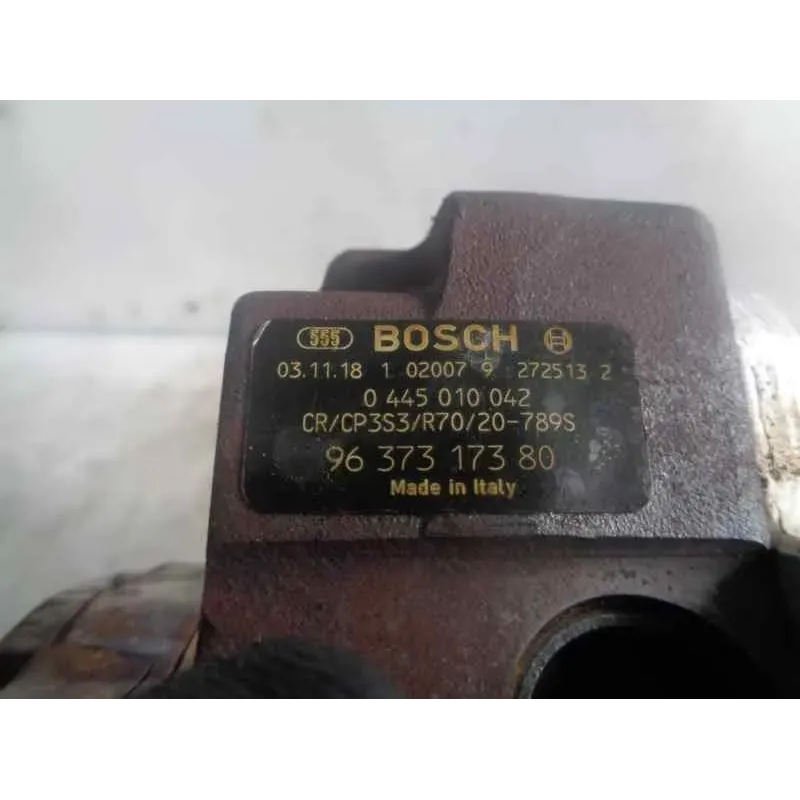 555 BOSCH
03.11.18 1 02007 9 272513 2
0 445 010 042
CR/CP3S3/R70/20-789S
96 373 173 80
Made in Italy